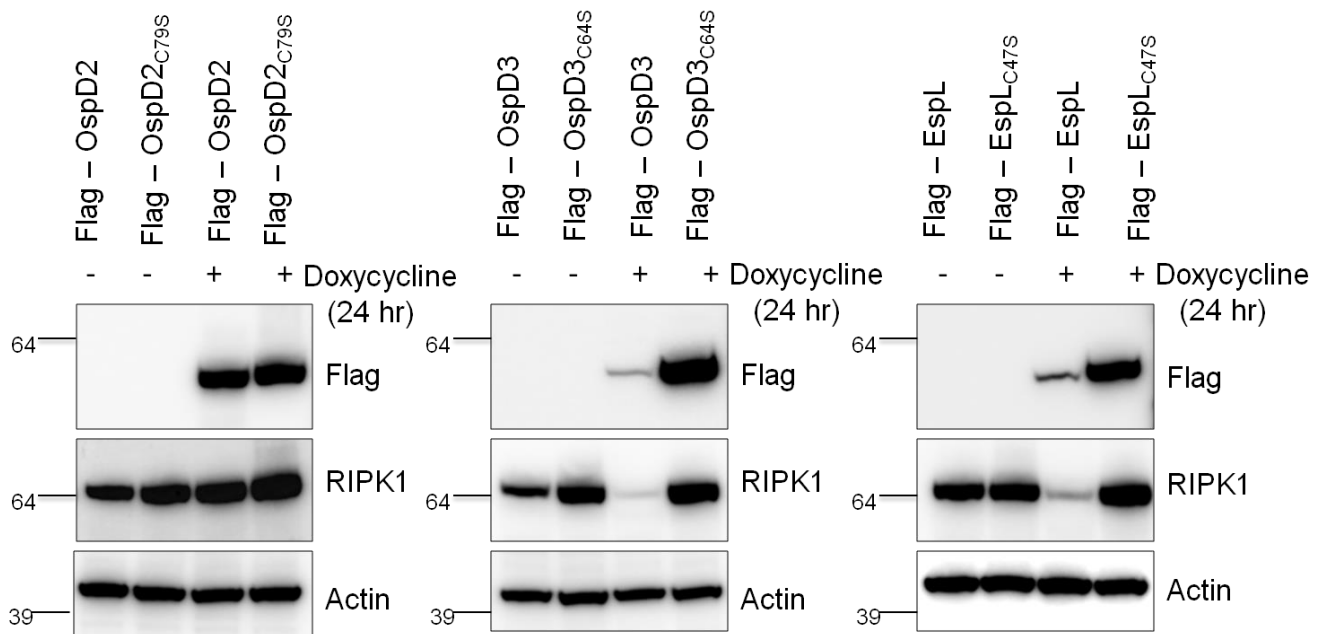 Flag – OspD2
Flag – OspD2C79S
Flag – OspD2
Flag – OspD2C79S
- - + + Doxycycline
(24 hr)
64
Flag
64
RIPK1
39
Actin
Flag – OspD3
Flag – OspD3C64S
Flag – OspD3
Flag – OspD3C64S
- - + + Doxycycline
(24 hr)
64
Flag
64
RIPK1
39
Actin
Flag – EspL
Flag – EspLC47S
Flag – EspL
Flag – EspLC47S
- - + + Doxycycline
(24 hr)
64
Flag
64
RIPK1
39
Actin